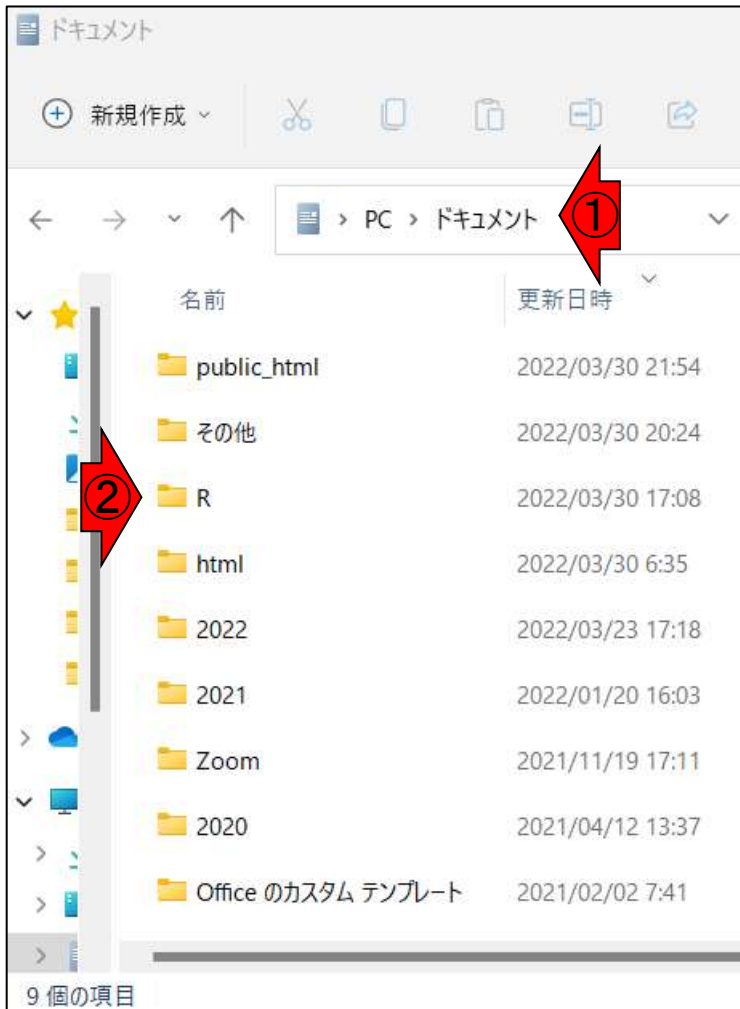 ドキュメント
新規作成
PC > ドキュメント ①
名前 更新日時
public_html 2022/03/30 21:54
その他 2022/03/30 20:24
② R 2022/03/30 17:08
html 2022/03/30 6:35
2022 2022/03/23 17:18
2021 2022/01/20 16:03
Zoom 2021/11/19 17:11
2020 2021/04/12 13:37
Office のカスタム テンプレート 2021/02/02 7:41
9 個の項目